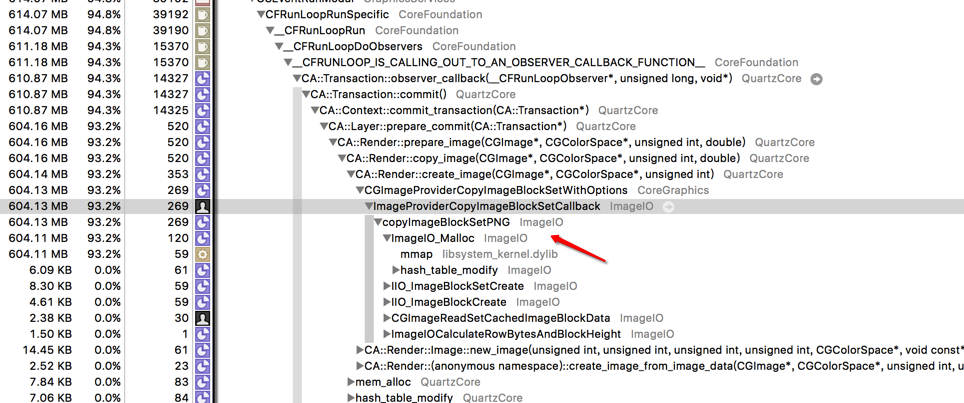 614.07 MB 94.8% 39192 CFRunLoopRunSpecific CoreFoundation
614.07 MB 94.8% 39190 __CFRunLoopRun CoreFoundation
611.18 MB 94.3% 15370 __CFRunLoopDoObservers CoreFoundation
611.18 MB 94.3% 15370 __CFRUNLOOP_IS_CALLING_OUT_TO_AN_OBSERVER_CALLBACK_FUNCTION__ CoreFoundation
610.87 MB 94.3% 14327 CA::Transaction::observer_callback(__CFRunLoopObserver*, unsigned long, void*) QuartzCore
610.87 MB 94.3% 14327 CA::Transaction::commit() QuartzCore
610.87 MB 94.3% 14325 CA::Context::commit_transaction(CA::Transaction*) QuartzCore
604.16 MB 93.2% 520 CA::Layer::prepare_commit(CA::Transaction*) QuartzCore
604.16 MB 93.2% 520 CA::Render::prepare_image(CGImage*, CGColorSpace*, unsigned int, double) QuartzCore
604.16 MB 93.2% 520 CA::Render::copy_image(CGImage*, CGColorSpace*, unsigned int, double) QuartzCore
604.14 MB 93.2% 353 CA::Render::create_image(CGImage*, CGColorSpace*, unsigned int) QuartzCore
604.13 MB 93.2% 269 CGImageProviderCopyImageBlockSetWithOptions CoreGraphics
604.13 MB 93.2% 269 ImageProviderCopyImageBlockSetCallback ImageIO
604.13 MB 93.2% 269 copyImageBlockSetPNG ImageIO
604.11 MB 93.2% 120 ImageIO_Malloc ImageIO
604.11 MB 93.2% 59 mmap libsystem_kernel.dylib
6.09 KB 0.0% 61 hash_table_modify ImageIO
8.30 KB 0.0% 59 IIO_ImageBlockSetCreate ImageIO
4.61 KB 0.0% 59 IIO_ImageBlockCreate ImageIO
2.38 KB 0.0% 30 CGImageReadSetCachedImageBlockData ImageIO
1.50 KB 0.0% 1 ImageIOCalculateRowBytesAndBlockHeight ImageIO
14.45 KB 0.0% 61 CA::Render::Image::new_image(unsigned int, unsigned int, unsigned int, unsigned int, CGColorSpace*, void const*
2.52 KB 0.0% 23 CA::Render::(anonymous namespace)::create_image_from_image_data(CGImage*, CGColorSpace*, unsigned int, u
7.84 KB 0.0% 83 mem_alloc QuartzCore
7.06 KB 0.0% 84 hash_table_modify QuartzCore